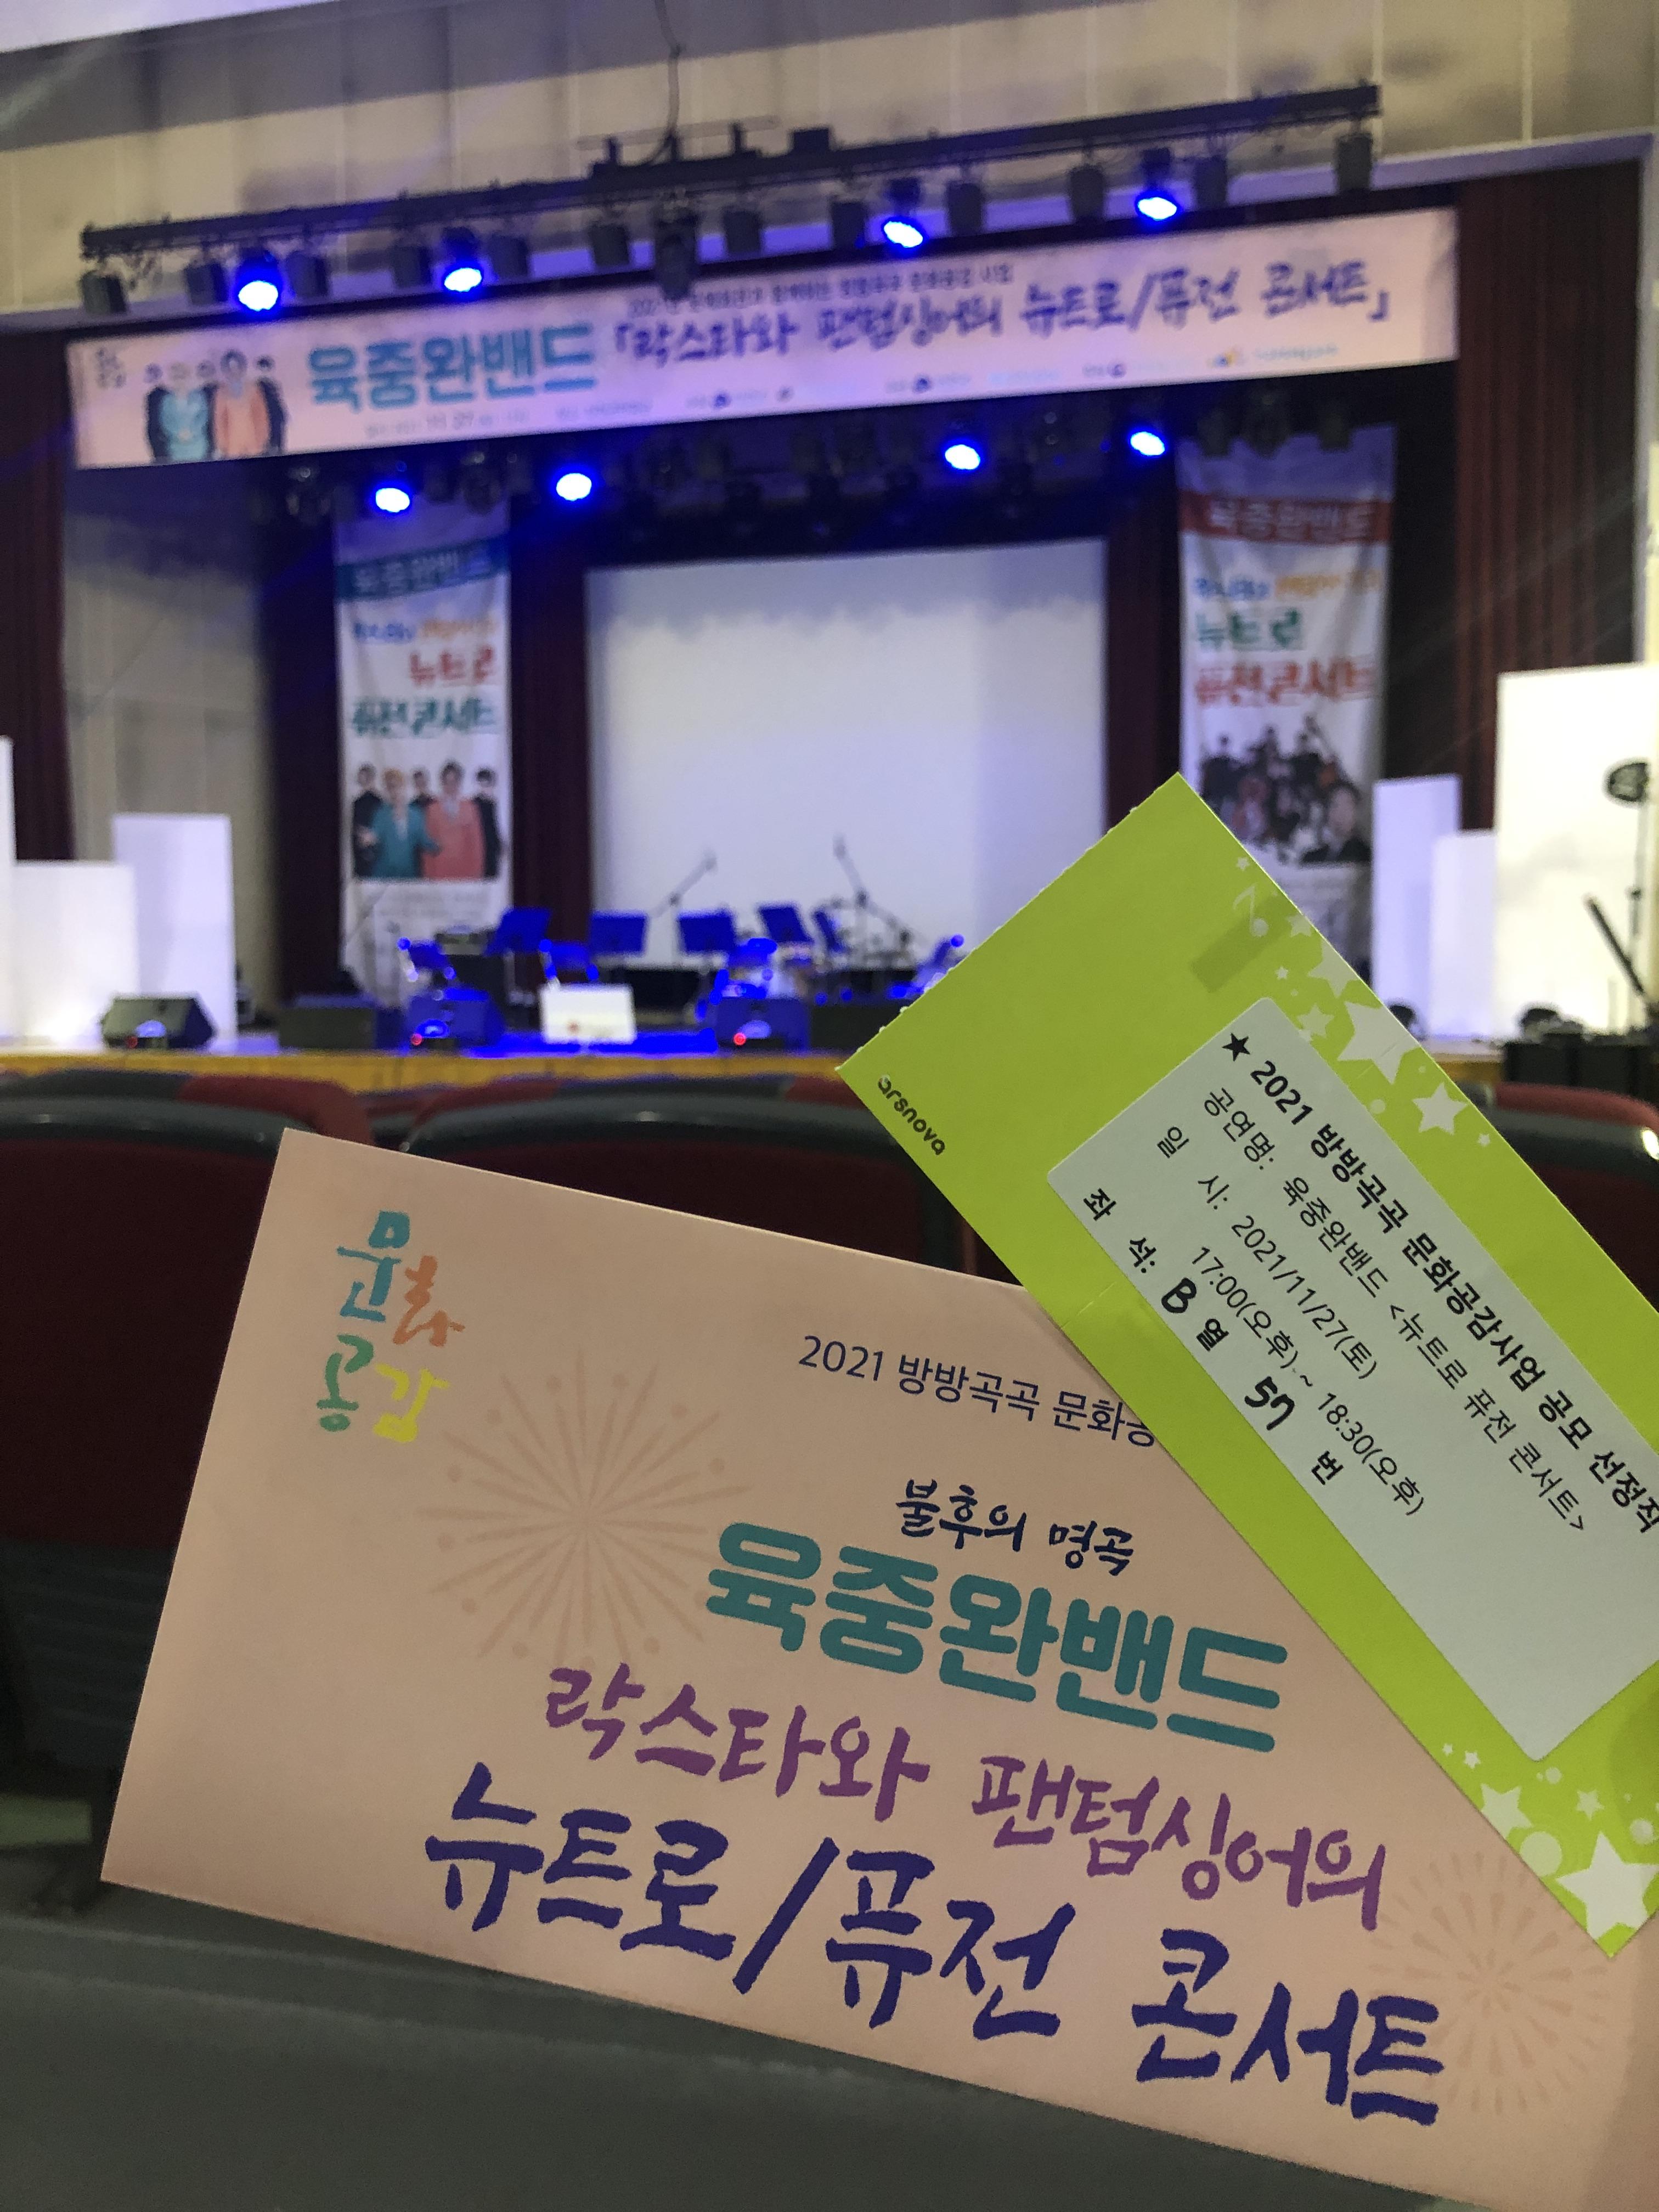 육중완밴드 「락스타와 팬텀싱어의 뉴트로/퓨전 콘서트」
육중완밴드
뉴트로
퓨전콘서트
육중완밴드
뉴트로
퓨전콘서트
arsnova
★ 2021 방방곡곡 문화공감사업 공모 선정작
공연명: 육중완밴드 <뉴트로 퓨전 콘서트>
일 시: 2021/11/27(토)
17:00(오후) ~ 18:30(오후)
좌 석: B 열 57 번
문화
공감
2021 방방곡곡 문화공
불후의 명곡
육중완밴드
락스타와 팬텀싱어의
뉴트로/퓨전 콘서트